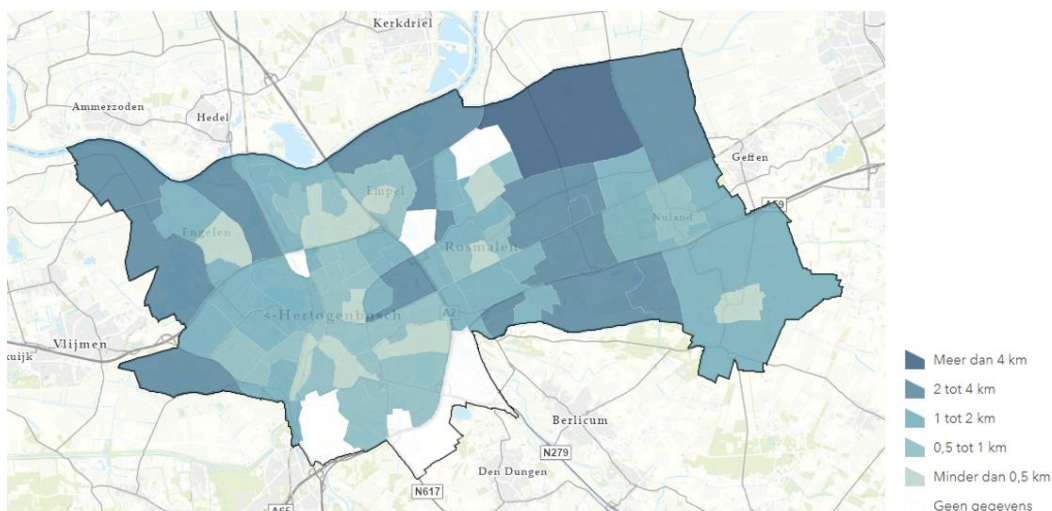 Kerkdriel
Ammerzoden
Hedel
Geffen
A59
Empel
Nuland
Engelen
Rosmalen
's-Hertogenbosch
A2
Vlijmen
kuijk
Berlicum
N279
Den Dungen
N617
A65
Meer dan 4 km
2 tot 4 km
1 tot 2 km
0,5 tot 1 km
Minder dan 0,5 km
Geen gegevens